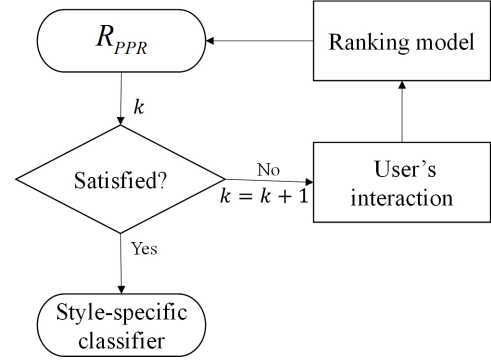 R_PPR
Ranking model
k
Satisfied?
No
k = k + 1
User's
interaction
Yes
Style-specific
classifier